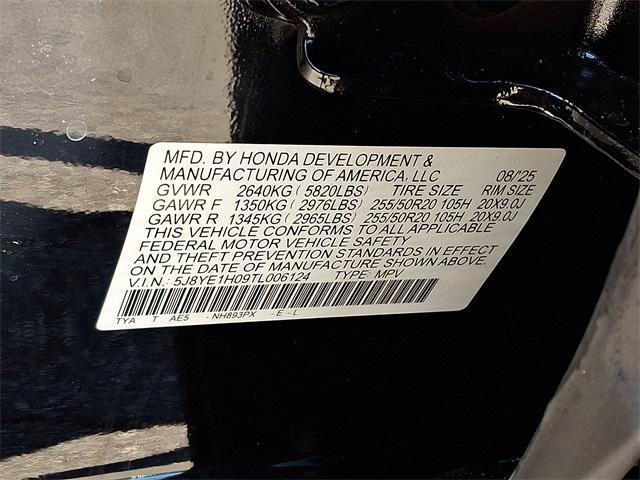 MFD. BY HONDA DEVELOPMENT &
MANUFACTURING OF AMERICA, LLC 08/'25
GVWR 2640KG ( 5820LBS) TIRE SIZE RIM SIZE
GAWR F 1350KG ( 2976LBS) 255/50R20 105H 20X9.0J
GAWR R 1345KG ( 2965LBS) 255/50R20 105H 20X9.0J
THIS VEHICLE CONFORMS TO ALL APPLICABLE
FEDERAL MOTOR VEHICLE SAFETY
AND THEFT PREVENTION STANDARDS IN EFFECT
ON THE DATE OF MANUFACTURE SHOWN ABOVE.
V.I.N.: 5J8YE1H09TL006124 TYPE: MPV
TYA T AE5 - NH893PX - E - L